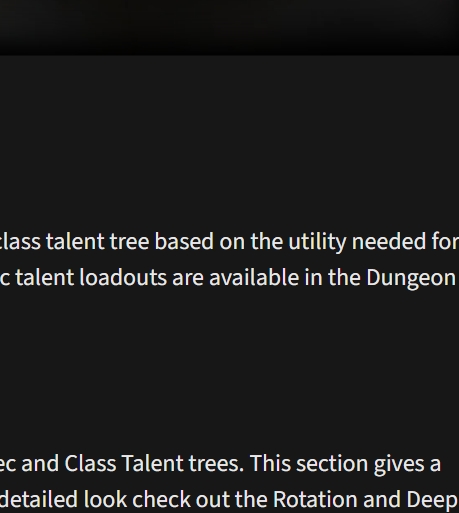 class talent tree based on the utility needed for
c talent loadouts are available in the Dungeon
ec and Class Talent trees. This section gives a
detailed look check out the Rotation and Deep